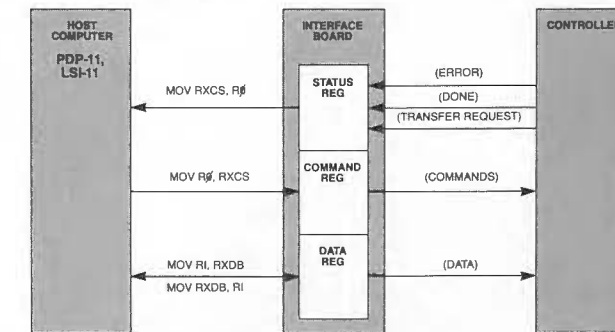 HOST
COMPUTER
PDP-11,
LSI-11
INTERFACE
BOARD
CONTROLLER
STATUS
REG
(ERROR)
(DONE)
(TRANSFER REQUEST)
MOV RXCS, RØ
COMMAND
REG
MOV RØ, RXCS
(COMMANDS)
DATA
REG
MOV RI, RXDB
MOV RXDB, RI
(DATA)